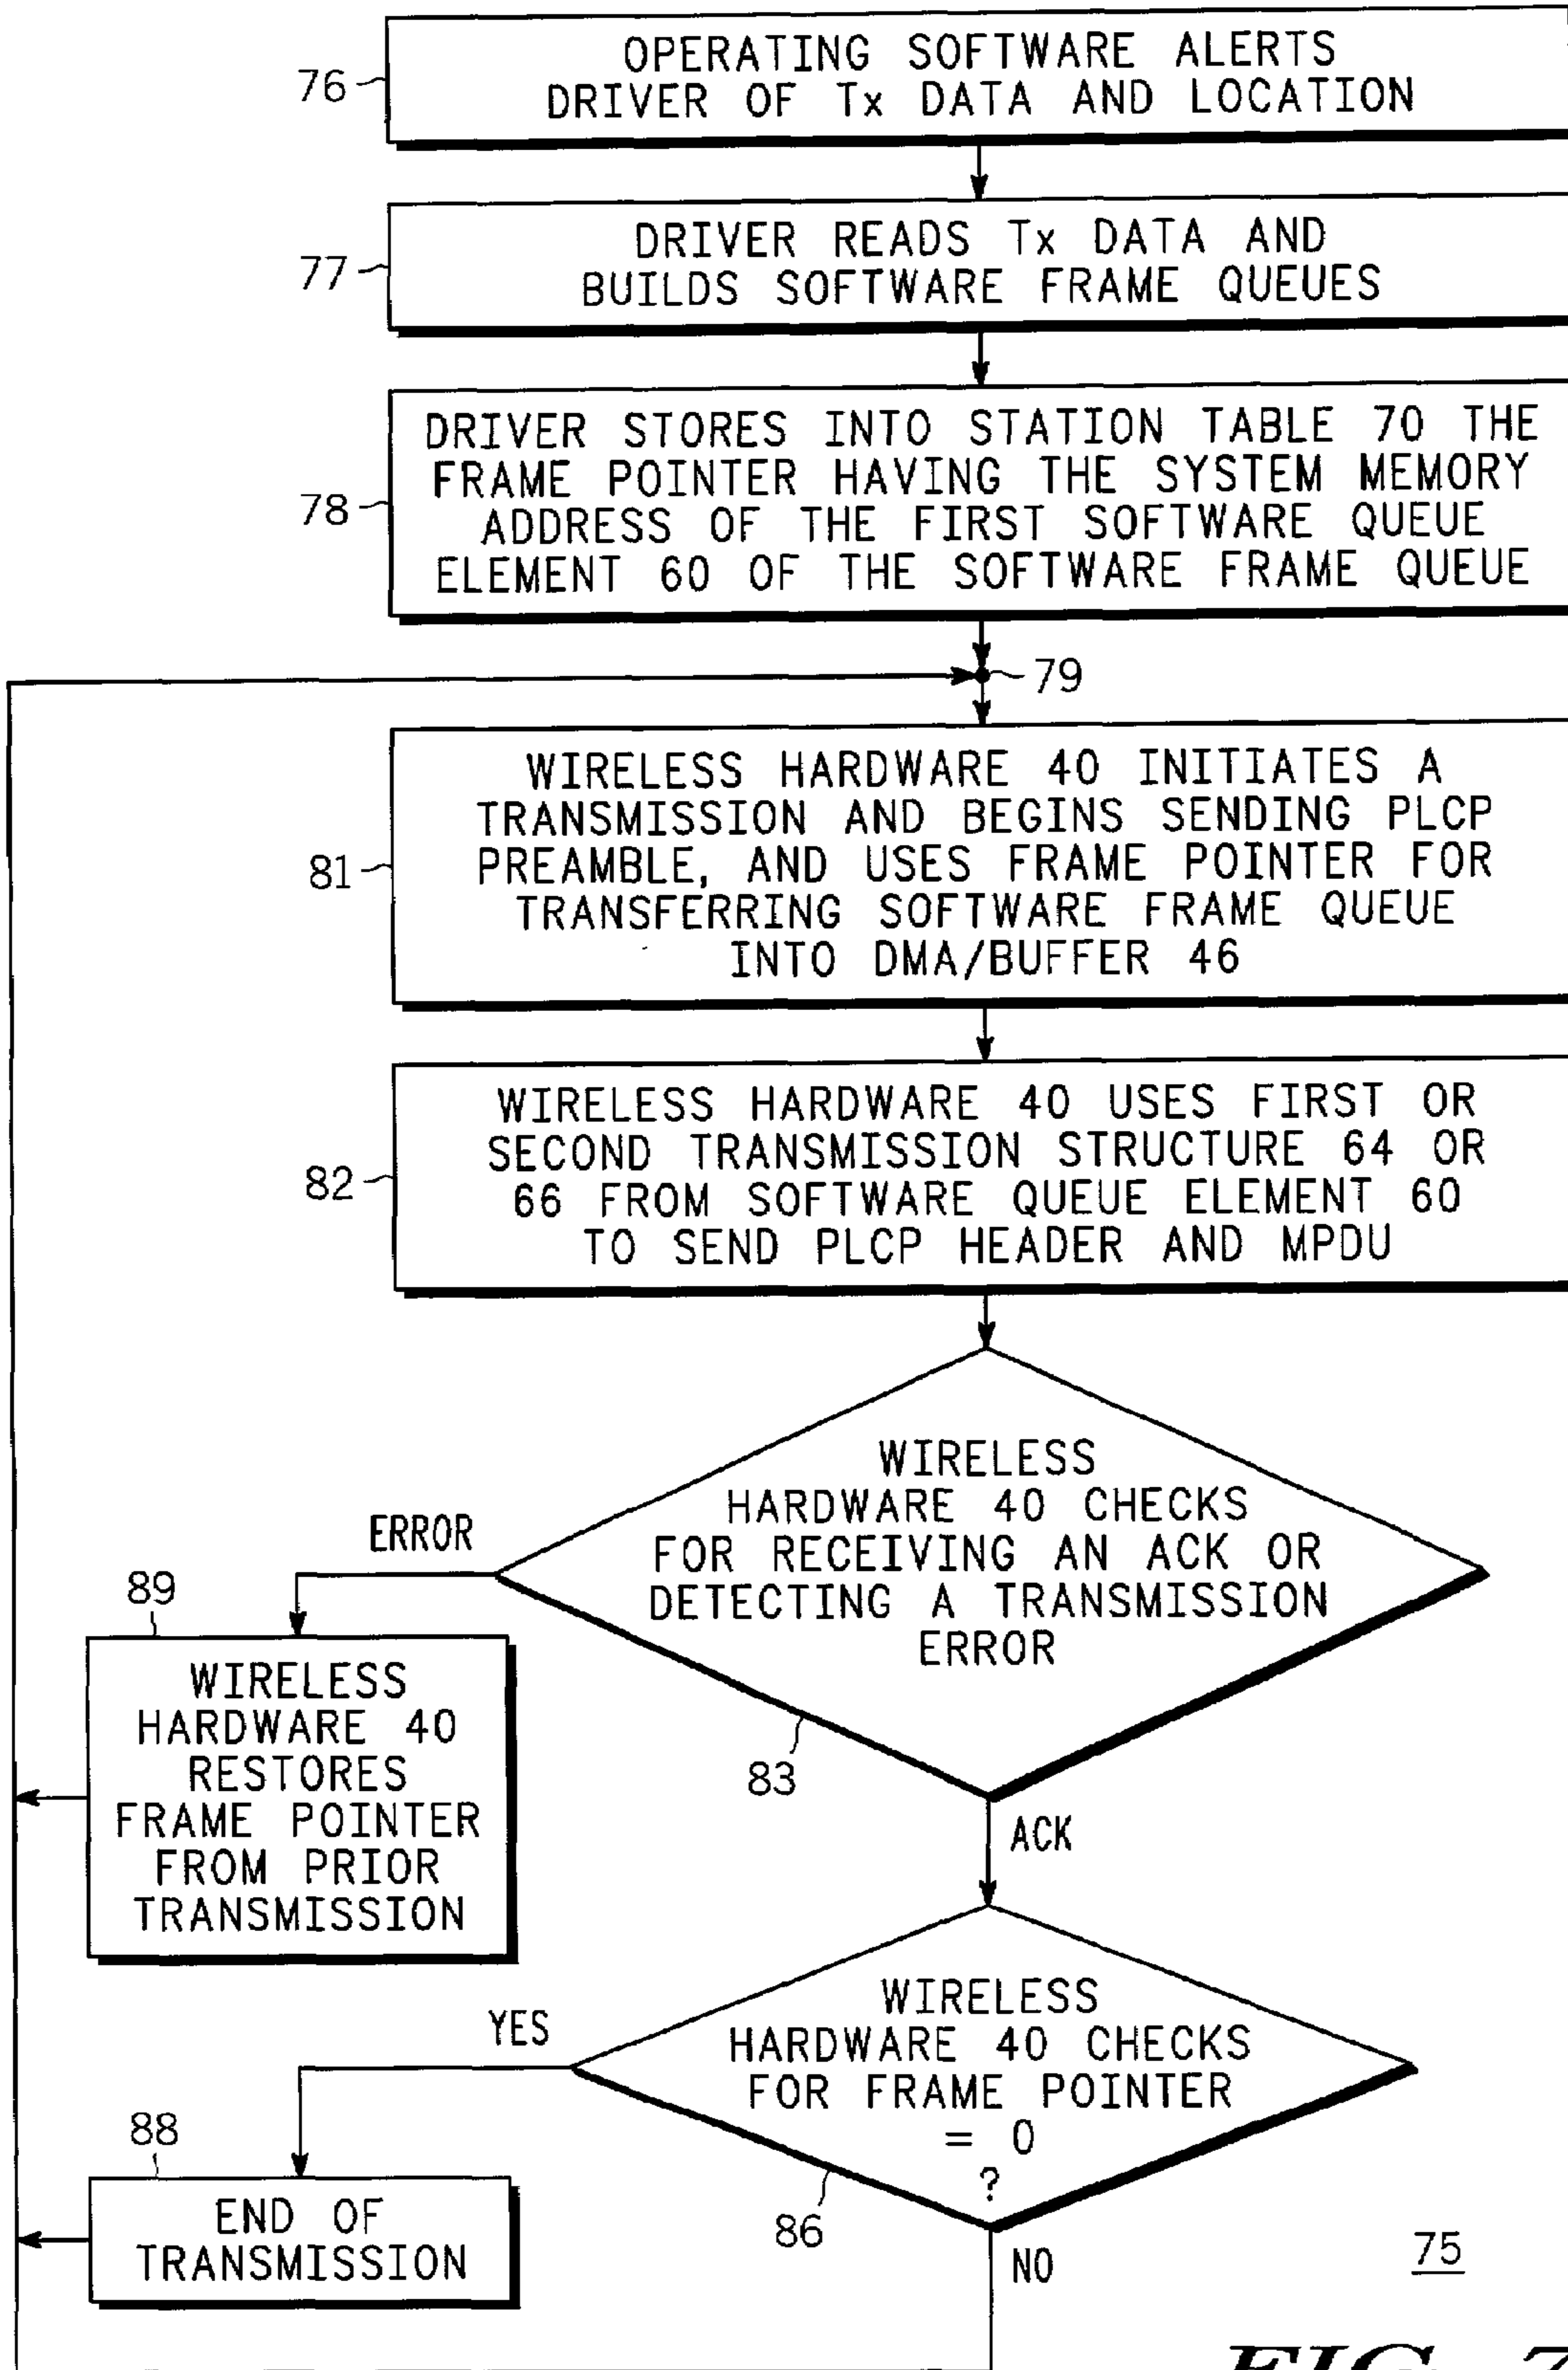 76
OPERATING SOFTWARE ALERTS
DRIVER OF Tx DATA AND LOCATION
77
DRIVER READS Tx DATA AND
BUILDS SOFTWARE FRAME QUEUES
78
DRIVER STORES INTO STATION TABLE 70 THE
FRAME POINTER HAVING THE SYSTEM MEMORY
ADDRESS OF THE FIRST SOFTWARE QUEUE
ELEMENT 60 OF THE SOFTWARE FRAME QUEUE
79
81
WIRELESS HARDWARE 40 INITIATES A
TRANSMISSION AND BEGINS SENDING PLCP
PREAMBLE, AND USES FRAME POINTER FOR
TRANSFERRING SOFTWARE FRAME QUEUE
INTO DMA/BUFFER 46
82
WIRELESS HARDWARE 40 USES FIRST OR
SECOND TRANSMISSION STRUCTURE 64 OR
66 FROM SOFTWARE QUEUE ELEMENT 60
TO SEND PLCP HEADER AND MPDU
WIRELESS
HARDWARE 40 CHECKS
FOR RECEIVING AN ACK OR
DETECTING A TRANSMISSION
ERROR
83
ERROR
89
WIRELESS
HARDWARE 40
RESTORES
FRAME POINTER
FROM PRIOR
TRANSMISSION
ACK
WIRELESS
HARDWARE 40 CHECKS
FOR FRAME POINTER
= 0
?
86
YES
88
END OF
TRANSMISSION
NO
75
FIG. 7